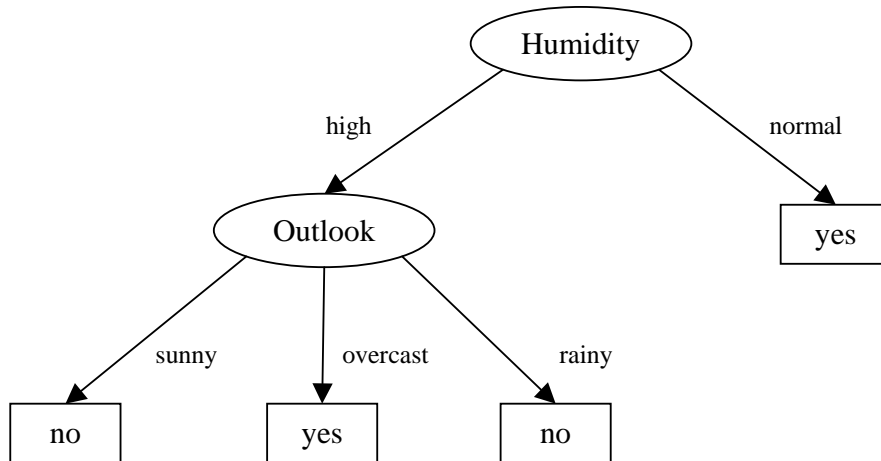 Humidity
high
normal
Outlook
yes
sunny
overcast
rainy
no
yes
no